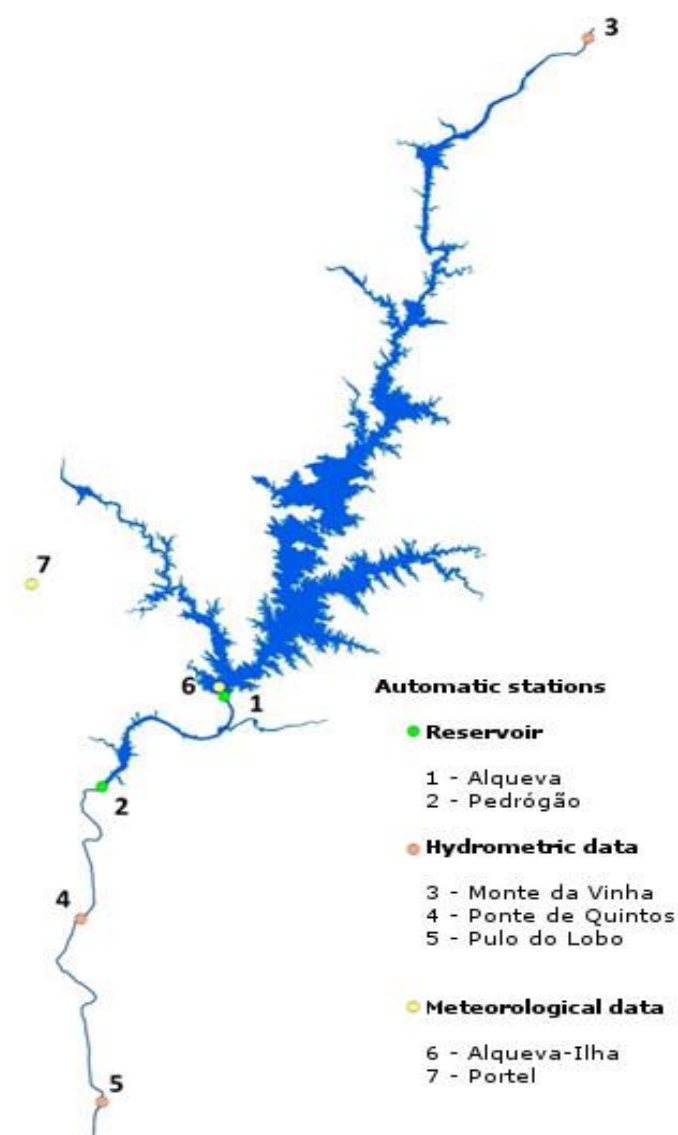 3
7
6
1
Automatic stations
Reservoir
1 - Alqueva
2 - Pedrógão
2
Hydrometric data
3 - Monte da Vinha
4 - Ponte de Quintos
5 - Pulo do Lobo
4
Meteorological data
6 - Alqueva-Ilha
7 - Portel
5